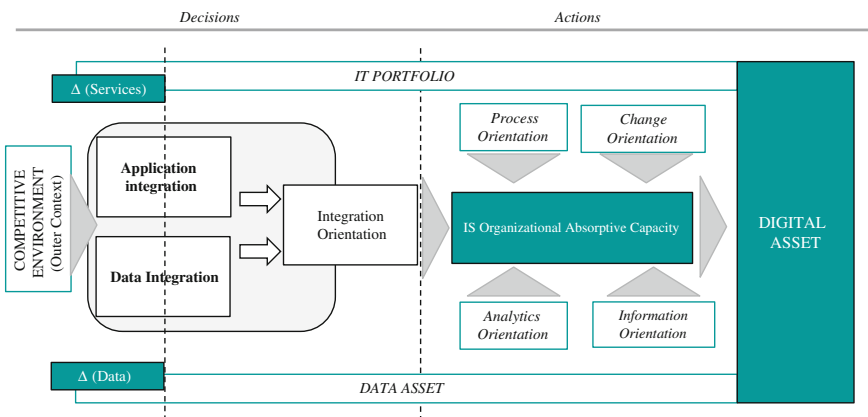 Decisions
Actions
IT PORTFOLIO
Δ (Services)
Process
Orientation
Change
Orientation
COMPETITIVE
ENVIRONMENT
(Outer Context)
Application
integration
Data Integration
Integration
Orientation
IS Organizational Absorptive Capacity
DIGITAL
ASSET
Analytics
Orientation
Information
Orientation
Δ (Data)
DATA ASSET